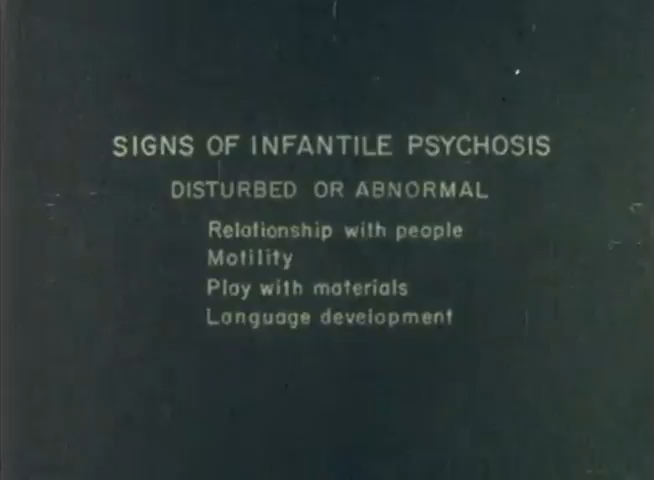 SIGNS OF INFANTILE PSYCHOSIS
DISTURBED OR ABNORMAL
Relationship with people
Motility
Play with materials
Language development